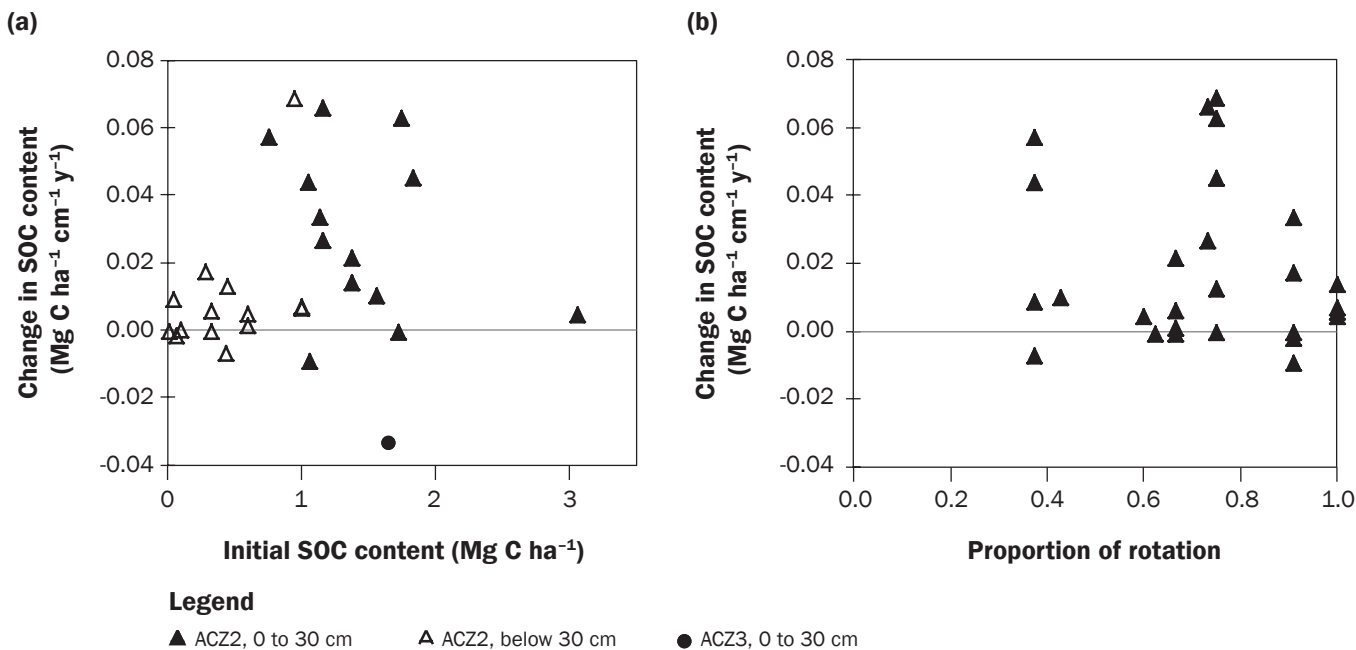 (a)
Change in SOC content
(Mg C ha⁻¹ cm⁻¹ y⁻¹)
0.08
0.06
0.04
0.02
0.00
-0.02
-0.04
0 1 2 3
Initial SOC content (Mg C ha⁻¹)
(b)
Change in SOC content
(Mg C ha⁻¹ cm⁻¹ y⁻¹)
0.08
0.06
0.04
0.02
0.00
-0.02
-0.04
0.0 0.2 0.4 0.6 0.8 1.0
Proportion of rotation
Legend
ACZ2, 0 to 30 cm ACZ2, below 30 cm ACZ3, 0 to 30 cm